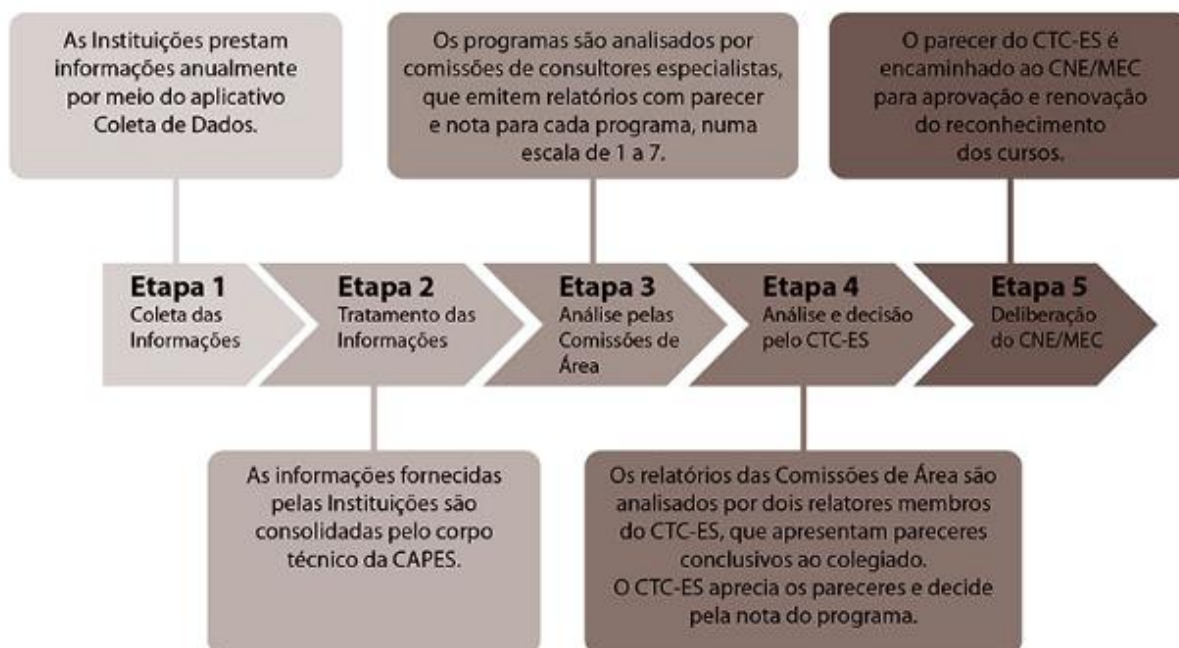 As Instituições prestam
informações anualmente
por meio do aplicativo
Coleta de Dados.
Os programas são analisados por
comissões de consultores especialistas,
que emitem relatórios com parecer
e nota para cada programa, numa
escala de 1 a 7.
O parecer do CTC-ES é
encaminhado ao CNE/MEC
para aprovação e renovação
do reconhecimento
dos cursos.
Etapa 1
Coleta das
Informações
Etapa 2
Tratamento das
Informações
Etapa 3
Análise pelas
Comissões de
Área
Etapa 4
Análise e decisão
pelo CTC-ES
Etapa 5
Deliberação
do CNE/MEC
As informações fornecidas
pelas Instituições são
consolidadas pelo corpo
técnico da CAPES.
Os relatórios das Comissões de Área são
analisados por dois relatores membros
do CTC-ES, que apresentam pareceres
conclusivos ao colegiado.
O CTC-ES aprecia os pareceres e decide
pela nota do programa.